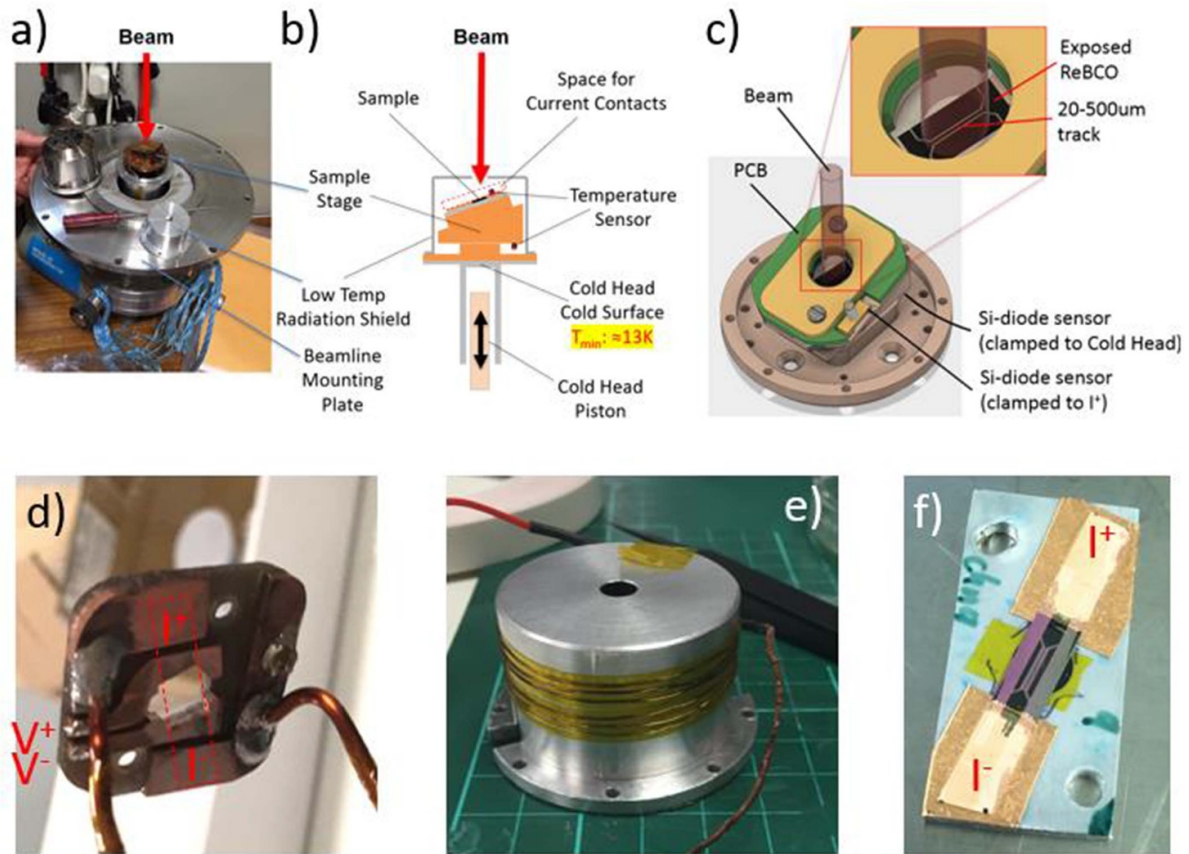 a)
Beam
b)
Beam
c)
Sample
Space for
Current Contacts
Sample
Stage
Temperature
Sensor
Low Temp
Radiation Shield
Cold Head
Cold Surface
Tmin: ≈13K
Beamline
Mounting
Plate
Cold Head
Piston
Exposed
ReBCO
20-500um
track
Beam
PCB
Si-diode sensor
(clamped to Cold Head)
Si-diode sensor
(clamped to I⁺)
d)
I⁺
V⁺
V⁻
I⁻
e)
f)
I⁺
I⁻